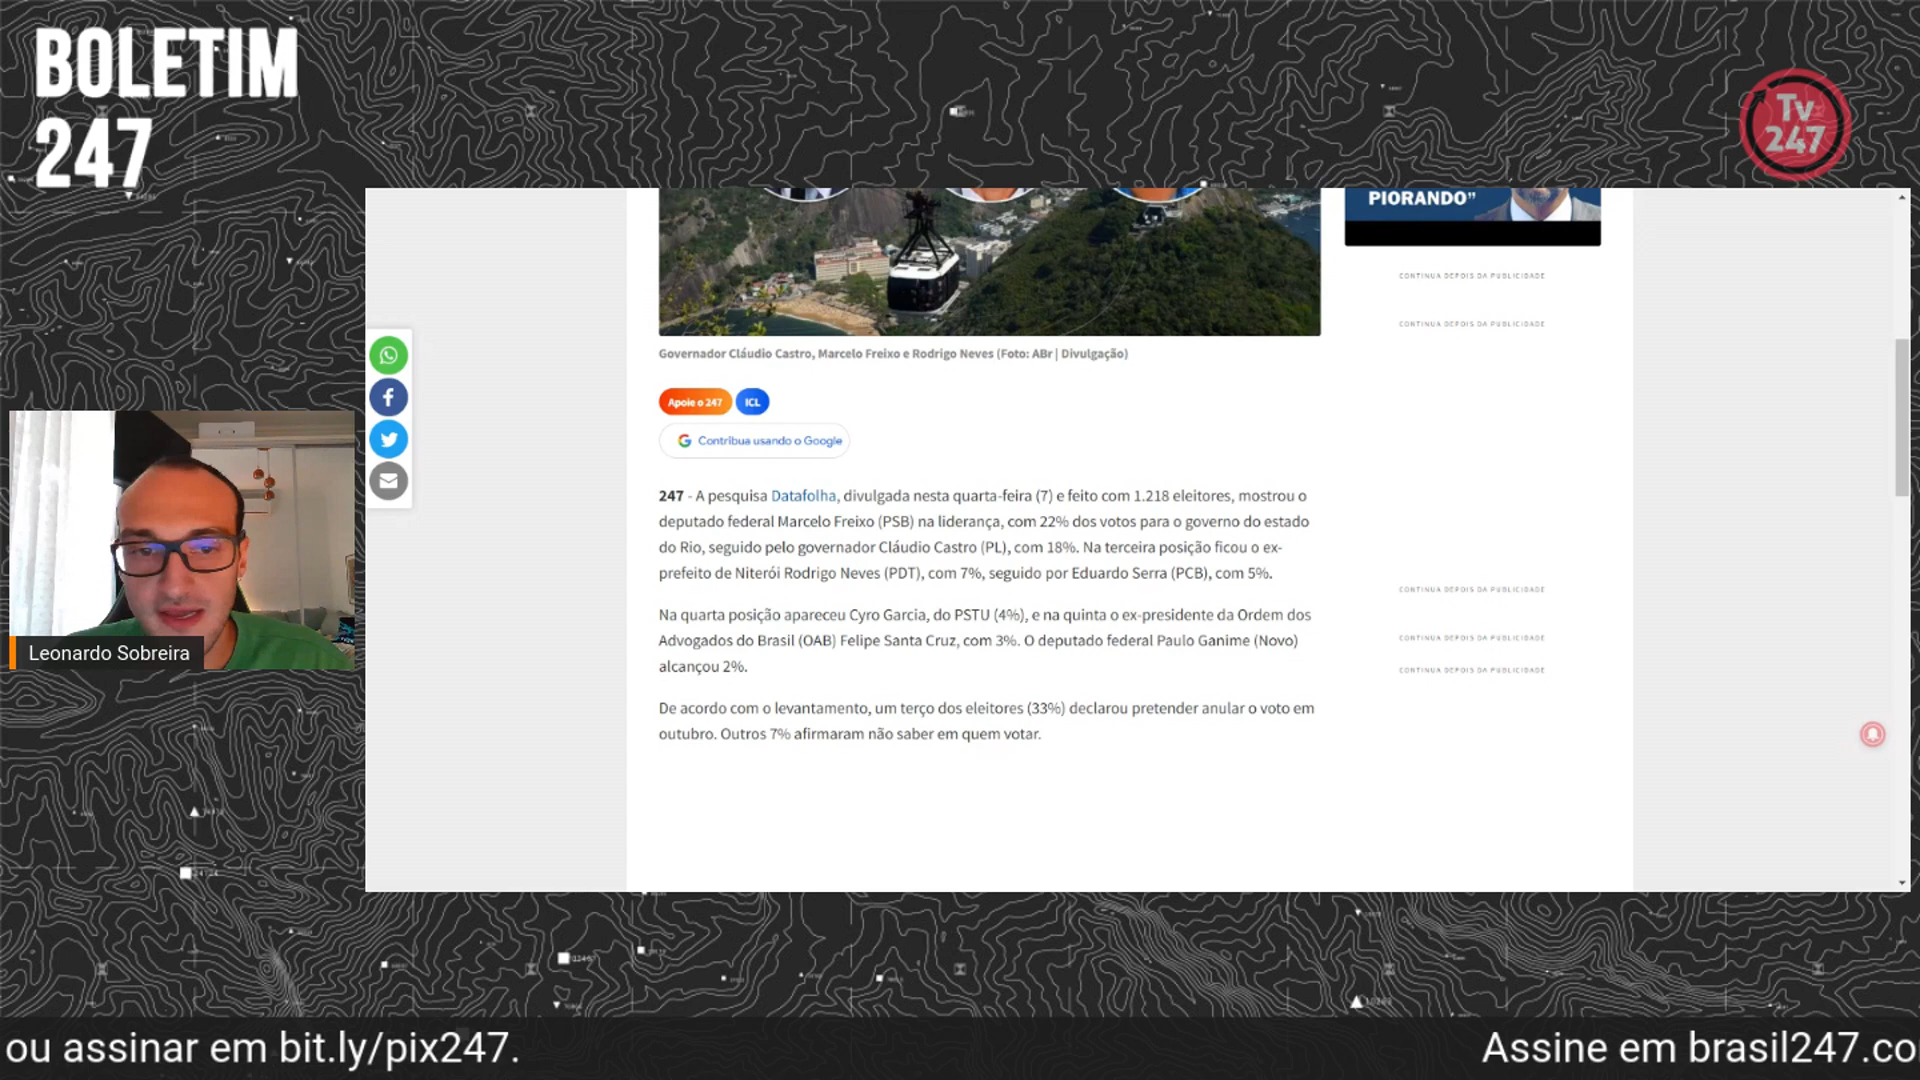 BOLETIM
247
Tv
247
PIORANDO”
CONTINUA DEPOIS DA PUBLICIDADE
CONTINUA DEPOIS DA PUBLICIDADE
Governador Cláudio Castro, Marcelo Freixo e Rodrigo Neves (Foto: ABr | Divulgação)
Apoie o 247 ICL
Contribua usando o Google
247 - A pesquisa Datafolha, divulgada nesta quarta-feira (7) e feito com 1.218 eleitores, mostrou o
deputado federal Marcelo Freixo (PSB) na liderança, com 22% dos votos para o governo do estado
do Rio, seguido pelo governador Cláudio Castro (PL), com 18%. Na terceira posição ficou o ex-
prefeito de Niterói Rodrigo Neves (PDT), com 7%, seguido por Eduardo Serra (PCB), com 5%.
Na quarta posição apareceu Cyro Garcia, do PSTU (4%), e na quinta o ex-presidente da Ordem dos
Advogados do Brasil (OAB) Felipe Santa Cruz, com 3%. O deputado federal Paulo Ganime (Novo)
alcançou 2%.
De acordo com o levantamento, um terço dos eleitores (33%) declarou pretender anular o voto em
outubro. Outros 7% afirmaram não saber em quem votar.
CONTINUA DEPOIS DA PUBLICIDADE
CONTINUA DEPOIS DA PUBLICIDADE
CONTINUA DEPOIS DA PUBLICIDADE
Leonardo Sobreira
ou assinar em bit.ly/pix247.
Assine em brasil247.co